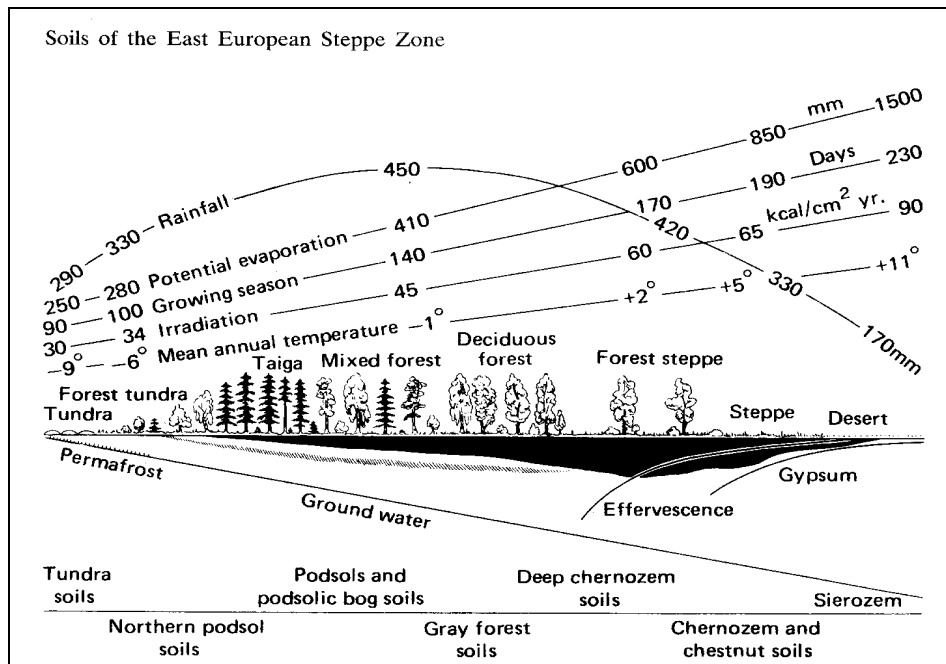 Soils of the East European Steppe Zone
290 — 330 — Rainfall — 450 — 420 — 330 — 170mm
250 — 280 Potential evaporation — 410 — 600 — 850 — 1500 mm
90 — 100 Growing season — 140 — 170 — 190 — 230 Days
30 — 34 Irradiation — 45 — 60 — 65 — 90 kcal/cm² yr.
−9° — −6° Mean annual temperature −1° — +2° — +5° — +11°
Tundra
Forest tundra
Taiga
Mixed forest
Deciduous
forest
Forest steppe
Steppe
Desert
Permafrost
Ground water
Effervescence
Gypsum
Tundra
soils
Northern podsol
soils
Podsols and
podsolic bog soils
Gray forest
soils
Deep chernozem
soils
Chernozem and
chestnut soils
Sierozem